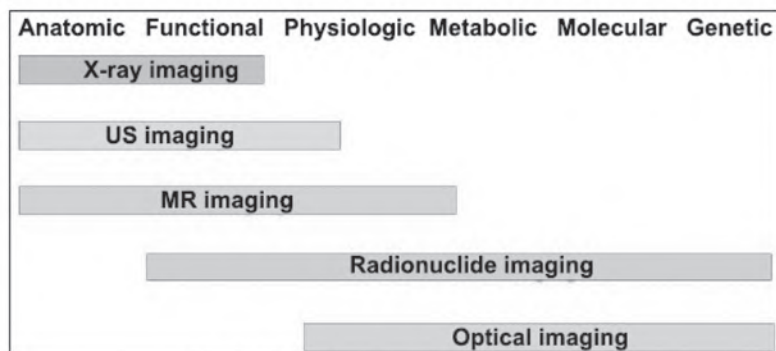 Anatomic Functional Physiologic Metabolic Molecular Genetic
X-ray imaging
US imaging
MR imaging
Radionuclide imaging
Optical imaging